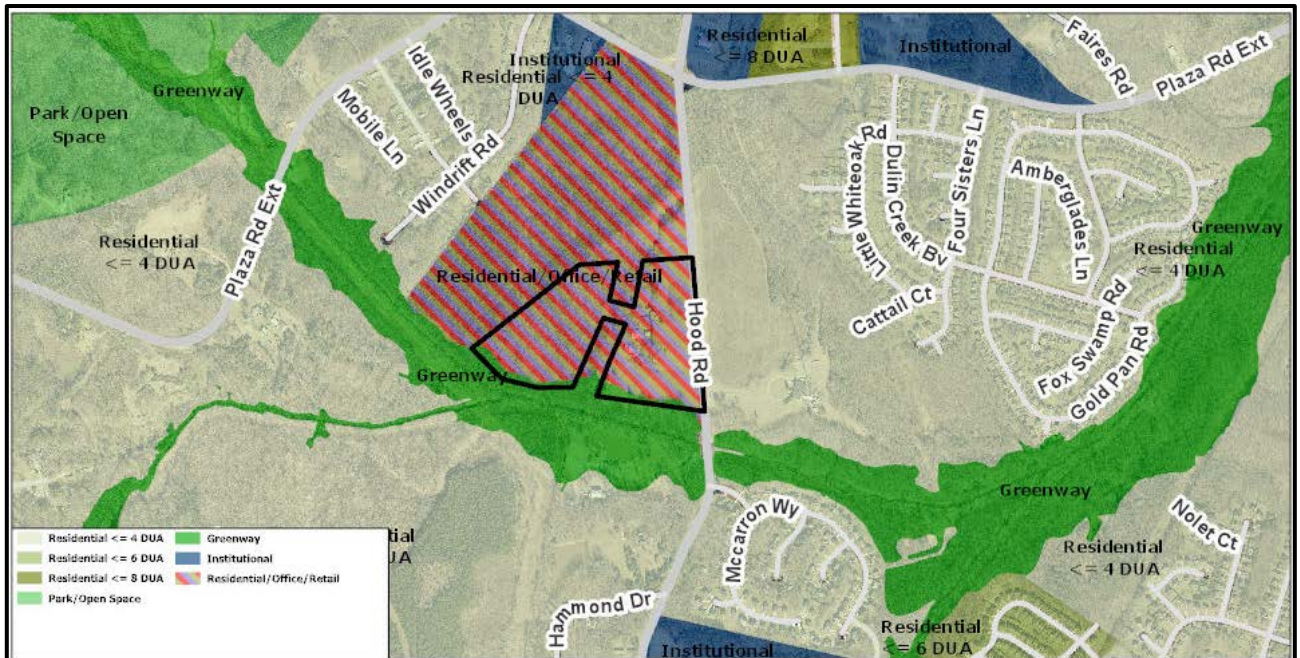 Residential
<= 8 DUA
Institutional
Faires Rd
Plaza Rd Ext
Institutional
Residential <= 4
DUA
Idle Wheels
Mobile Ln
Windrift Rd
Greenway
Park/Open
Space
Plaza Rd Ext
Residential
<= 4 DUA
Little Whiteoak Rd
Dulin Creek Bv
Four Sisters Ln
Amberglades Ln
Greenway
Residential
<= 4 DUA
Residential/Office/Retail
Hood Rd
Cattail Ct
Fox Swamp Rd
Gold Pan Rd
Greenway
Greenway
Mccarron Wy
Nolet Ct
Residential
<= 4 DUA
Hammond Dr
Residential
<= 6 DUA
Institutional
tial
UA
Residential <= 4 DUA
Residential <= 6 DUA
Residential <= 8 DUA
Park/Open Space
Greenway
Institutional
Residential/Office/Retail